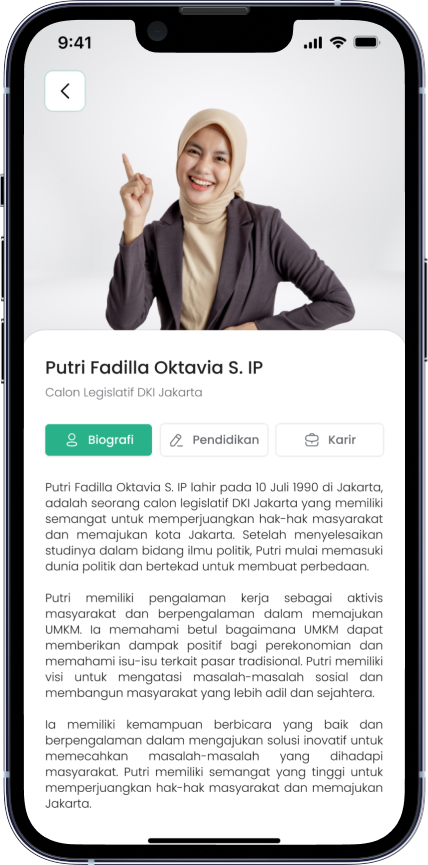 9:41
Putri Fadilla Oktavia S. IP
Calon Legislatif DKI Jakarta
Biografi
Pendidikan
Karir
Putri Fadilla Oktavia S. IP lahir pada 10 Juli 1990 di Jakarta,
adalah seorang calon legislatif DKI Jakarta yang memiliki
semangat untuk memperjuangkan hak-hak masyarakat
dan memajukan kota Jakarta. Setelah menyelesaikan
studinya dalam bidang ilmu politik, Putri mulai memasuki
dunia politik dan bertekad untuk membuat perbedaan.
Putri memiliki pengalaman kerja sebagai aktivis
masyarakat dan berpengalaman dalam memajukan
UMKM. Ia memahami betul bagaimana UMKM dapat
memberikan dampak positif bagi perekonomian dan
memahami isu-isu terkait pasar tradisional. Putri memiliki
visi untuk mengatasi masalah-masalah sosial dan
membangun masyarakat yang lebih adil dan sejahtera.
Ia memiliki kemampuan berbicara yang baik dan
berpengalaman dalam mengajukan solusi inovatif untuk
memecahkan masalah-masalah yang dihadapi
masyarakat. Putri memiliki semangat yang tinggi untuk
memperjuangkan hak-hak masyarakat dan memajukan
Jakarta.